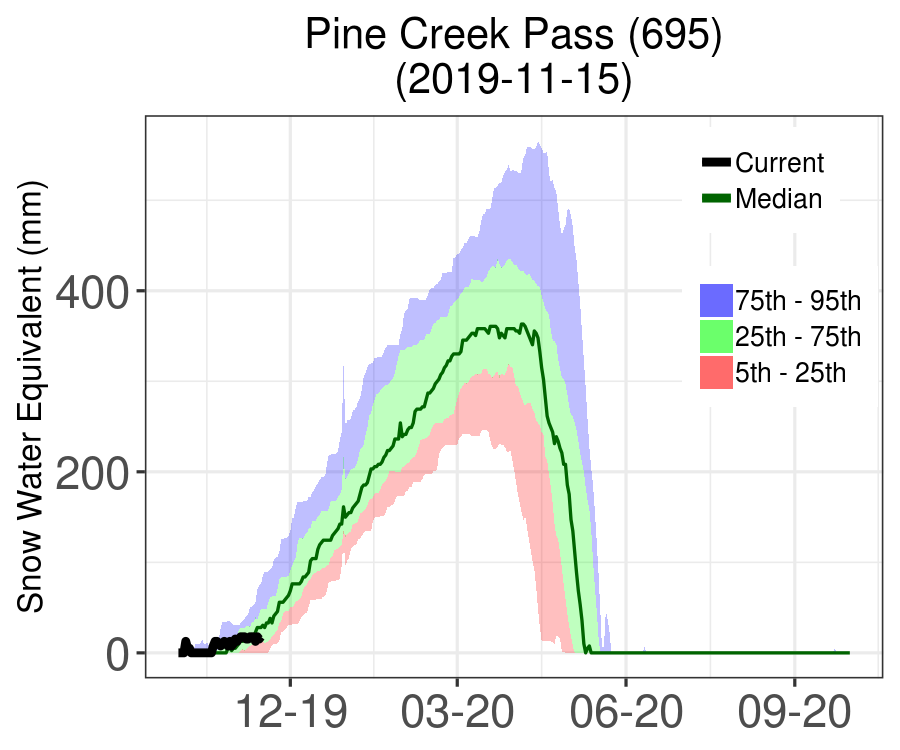 Pine Creek Pass (695)
(2019-11-15)
Snow Water Equivalent (mm)
400
200
0
12-19
03-20
06-20
09-20
Current
Median
75th - 95th
25th - 75th
5th - 25th